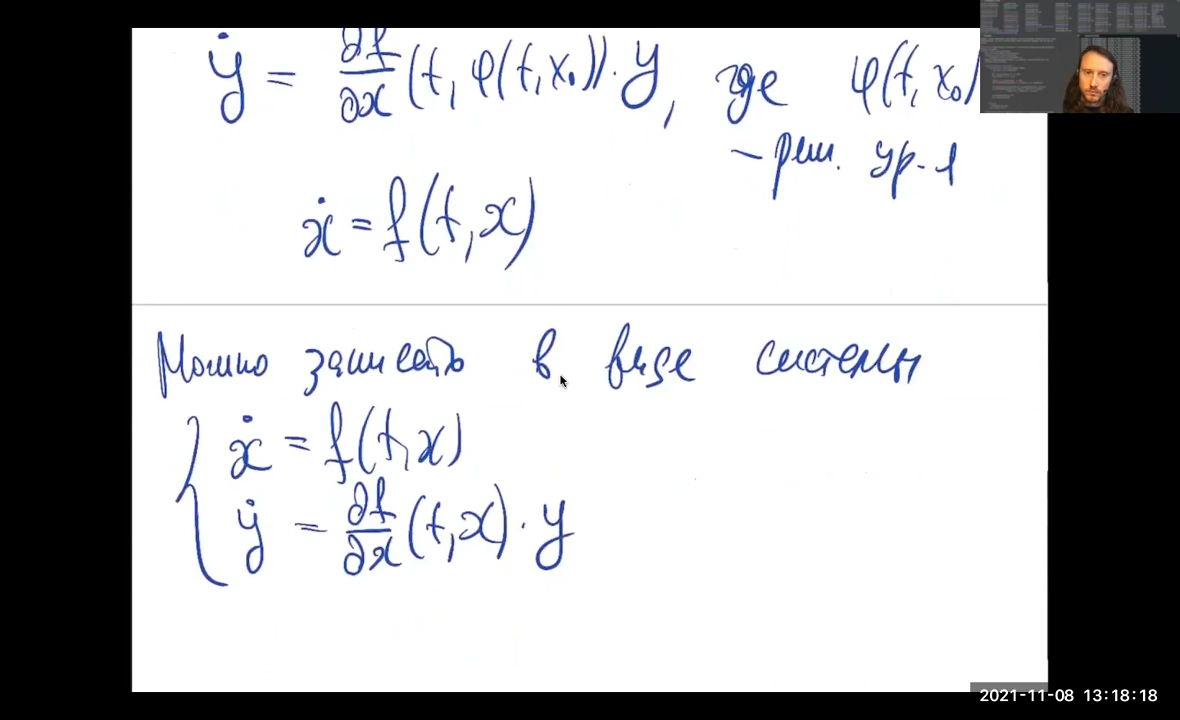 ẏ = ∂f/∂x (t, φ(t, x₀)) · y, где φ(t, x₀)
– реш. ур-я
ẋ = f(t, x)
Можно записать в виде системы
{ ẋ = f(t, x)
ẏ = ∂f/∂x (t, x) · y
2021-11-08 13:18:18